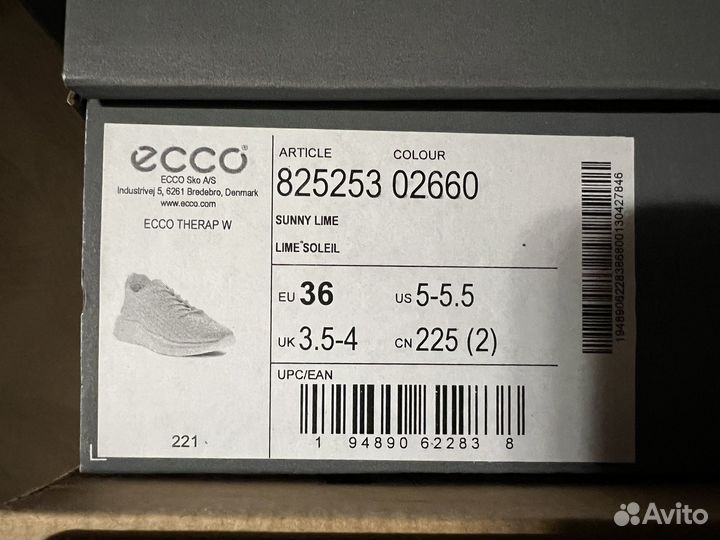 ecco®
ECCO Sko A/S
Industrivej 5, 6261 Bredebro, Denmark
www.ecco.com
ECCO THERAP W
221
ARTICLE COLOUR
825253 02660
SUNNY LIME
LIME SOLEIL
EU 36 US 5-5.5
UK 3.5-4 CN 225 (2)
UPC/EAN
1 94890 62283 8
1948906228386800130427846
Avito